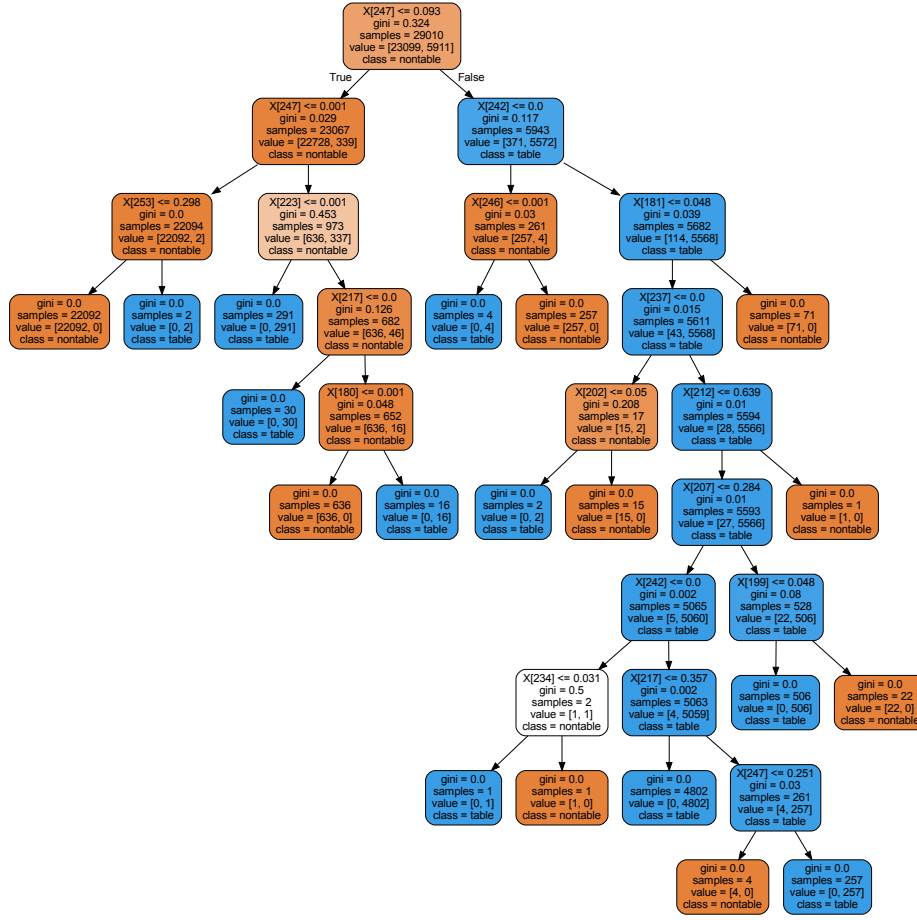 X[247] <= 0.093
gini = 0.324
samples = 29010
value = [23099, 5911]
class = nontable
True
False
X[247] <= 0.001
gini = 0.029
samples = 23067
value = [22728, 339]
class = nontable
X[242] <= 0.0
gini = 0.117
samples = 5943
value = [371, 5572]
class = table
X[253] <= 0.298
gini = 0.0
samples = 22094
value = [22092, 2]
class = nontable
X[223] <= 0.001
gini = 0.453
samples = 973
value = [636, 337]
class = nontable
X[246] <= 0.001
gini = 0.03
samples = 261
value = [257, 4]
class = nontable
X[181] <= 0.048
gini = 0.039
samples = 5682
value = [114, 5568]
class = table
gini = 0.0
samples = 22092
value = [22092, 0]
class = nontable
gini = 0.0
samples = 2
value = [0, 2]
class = table
gini = 0.0
samples = 291
value = [0, 291]
class = table
X[217] <= 0.0
gini = 0.126
samples = 682
value = [636, 46]
class = nontable
gini = 0.0
samples = 4
value = [0, 4]
class = table
gini = 0.0
samples = 257
value = [257, 0]
class = nontable
X[237] <= 0.0
gini = 0.015
samples = 5611
value = [43, 5568]
class = table
gini = 0.0
samples = 71
value = [71, 0]
class = nontable
gini = 0.0
samples = 30
value = [0, 30]
class = table
X[180] <= 0.001
gini = 0.048
samples = 652
value = [636, 16]
class = nontable
X[202] <= 0.05
gini = 0.208
samples = 17
value = [15, 2]
class = nontable
X[212] <= 0.639
gini = 0.01
samples = 5594
value = [28, 5566]
class = table
gini = 0.0
samples = 636
value = [636, 0]
class = nontable
gini = 0.0
samples = 16
value = [0, 16]
class = table
gini = 0.0
samples = 2
value = [0, 2]
class = table
gini = 0.0
samples = 15
value = [15, 0]
class = nontable
X[207] <= 0.284
gini = 0.01
samples = 5593
value = [27, 5566]
class = table
gini = 0.0
samples = 1
value = [1, 0]
class = nontable
X[242] <= 0.0
gini = 0.002
samples = 5065
value = [5, 5060]
class = table
X[199] <= 0.048
gini = 0.08
samples = 528
value = [22, 506]
class = table
X[234] <= 0.031
gini = 0.5
samples = 2
value = [1, 1]
class = nontable
X[217] <= 0.357
gini = 0.002
samples = 5063
value = [4, 5059]
class = table
gini = 0.0
samples = 506
value = [0, 506]
class = table
gini = 0.0
samples = 22
value = [22, 0]
class = nontable
gini = 0.0
samples = 1
value = [0, 1]
class = table
gini = 0.0
samples = 1
value = [1, 0]
class = nontable
gini = 0.0
samples = 4802
value = [0, 4802]
class = table
X[247] <= 0.251
gini = 0.03
samples = 261
value = [4, 257]
class = table
gini = 0.0
samples = 4
value = [4, 0]
class = nontable
gini = 0.0
samples = 257
value = [0, 257]
class = table